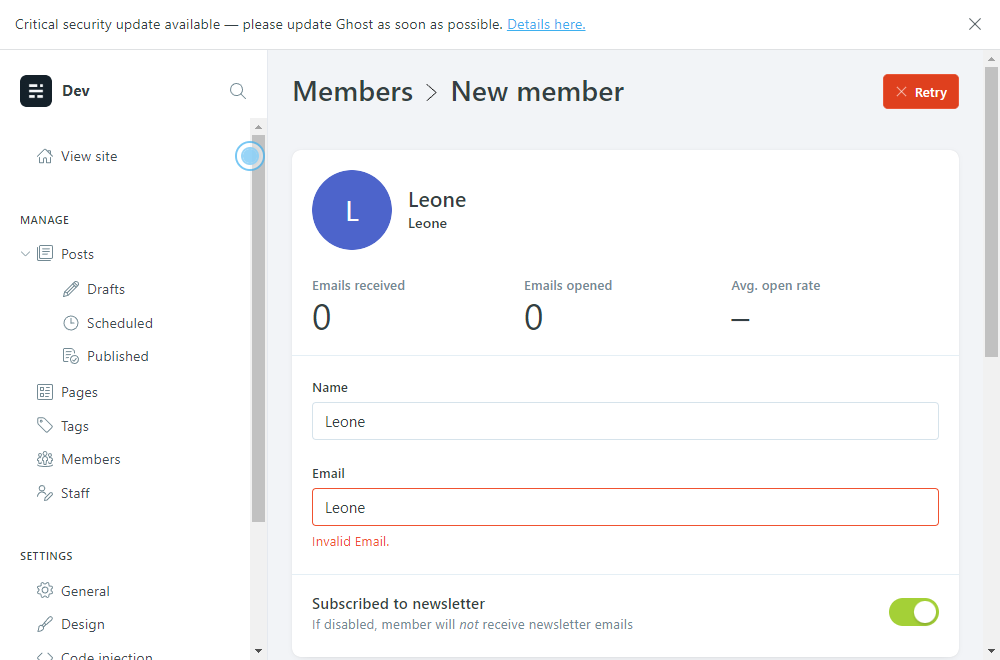 Critical security update available — please update Ghost as soon as possible. Details here.
Dev
View site
MANAGE
Posts
Drafts
Scheduled
Published
Pages
Tags
Members
Staff
SETTINGS
General
Design
Code injection
Members > New member
Retry
L
Leone
Leone
Emails received
0
Emails opened
0
Avg. open rate
–
Name
Leone
Email
Leone
Invalid Email.
Subscribed to newsletter
If disabled, member will not receive newsletter emails